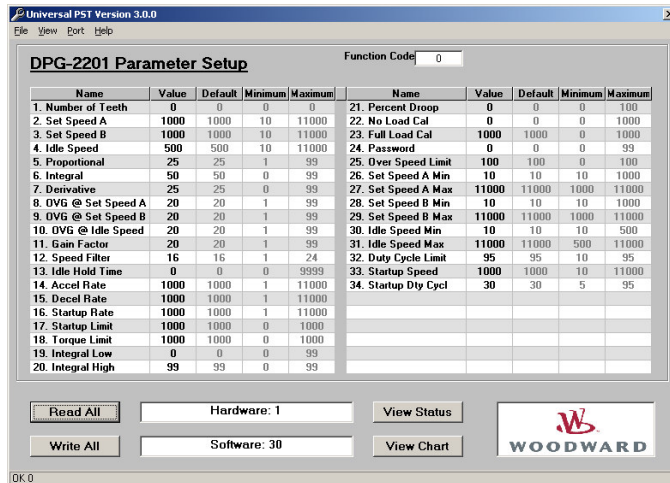 Universal PST Version 3.0.0
File View Port Help
DPG-2201 Parameter Setup
Function Code 0
Name Value Default Minimum Maximum
1. Number of Teeth 0 0 0 0
2. Set Speed A 1000 1000 10 11000
3. Set Speed B 1000 1000 10 11000
4. Idle Speed 500 500 10 11000
5. Proportional 25 25 1 99
6. Integral 50 50 0 99
7. Derivative 25 25 0 99
8. OVG @ Set Speed A 20 20 1 99
9. OVG @ Set Speed B 20 20 1 99
10. OVG @ Idle Speed 20 20 1 99
11. Gain Factor 20 20 1 99
12. Speed Filter 16 16 1 24
13. Idle Hold Time 0 0 0 9999
14. Accel Rate 1000 1000 1 11000
15. Decel Rate 1000 1000 1 11000
16. Startup Rate 1000 1000 1 11000
17. Startup Limit 1000 1000 0 1000
18. Torque Limit 1000 1000 0 1000
19. Integral Low 0 0 0 99
20. Integral High 99 99 0 99
Name Value Default Minimum Maximum
21. Percent Droop 0 0 0 100
22. No Load Cal 0 0 0 1000
23. Full Load Cal 1000 1000 0 1000
24. Password 0 0 0 99
25. Over Speed Limit 100 100 0 100
26. Set Speed A Min 10 10 10 1000
27. Set Speed A Max 11000 11000 1000 11000
28. Set Speed B Min 10 10 10 1000
29. Set Speed B Max 11000 11000 1000 11000
30. Idle Speed Min 10 10 10 500
31. Idle Speed Max 11000 11000 500 11000
32. Duty Cycle Limit 95 95 10 95
33. Startup Speed 1000 1000 10 11000
34. Startup Dty Cycl 30 30 5 95
Read All
Hardware: 1
View Status
Write All
Software: 30
View Chart
WOODWARD
OK 0